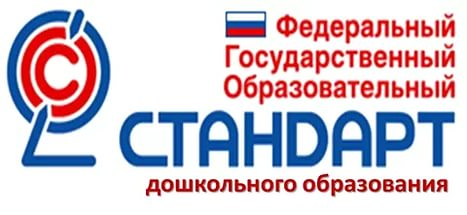 Федеральный
Государственный
Образовательный
СТАНДАРТ
дошкольного образования